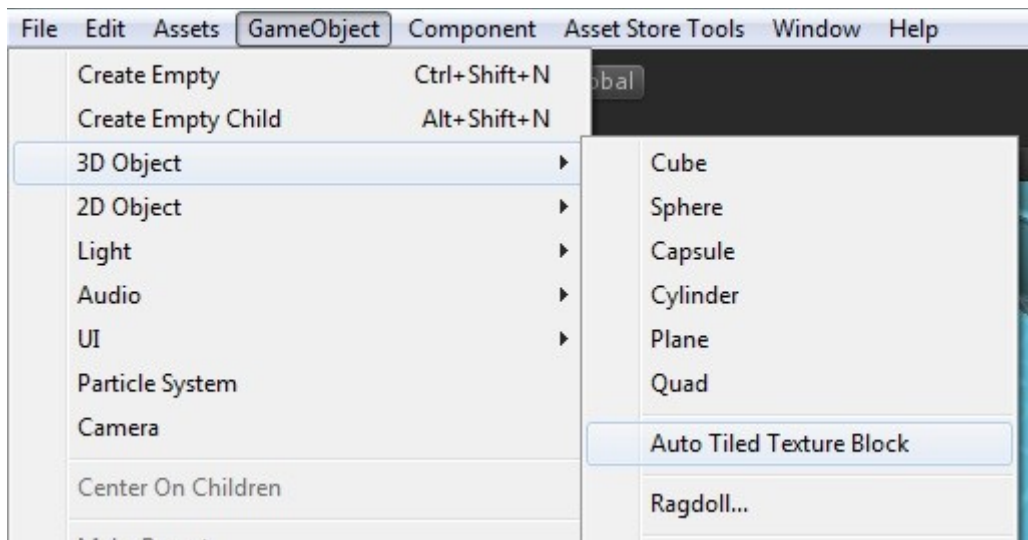 File Edit Assets GameObject Component Asset Store Tools Window Help
Create Empty Ctrl+Shift+N
Create Empty Child Alt+Shift+N
3D Object
2D Object
Light
Audio
UI
Particle System
Camera
Center On Children
obal
Cube
Sphere
Capsule
Cylinder
Plane
Quad
Auto Tiled Texture Block
Ragdoll...